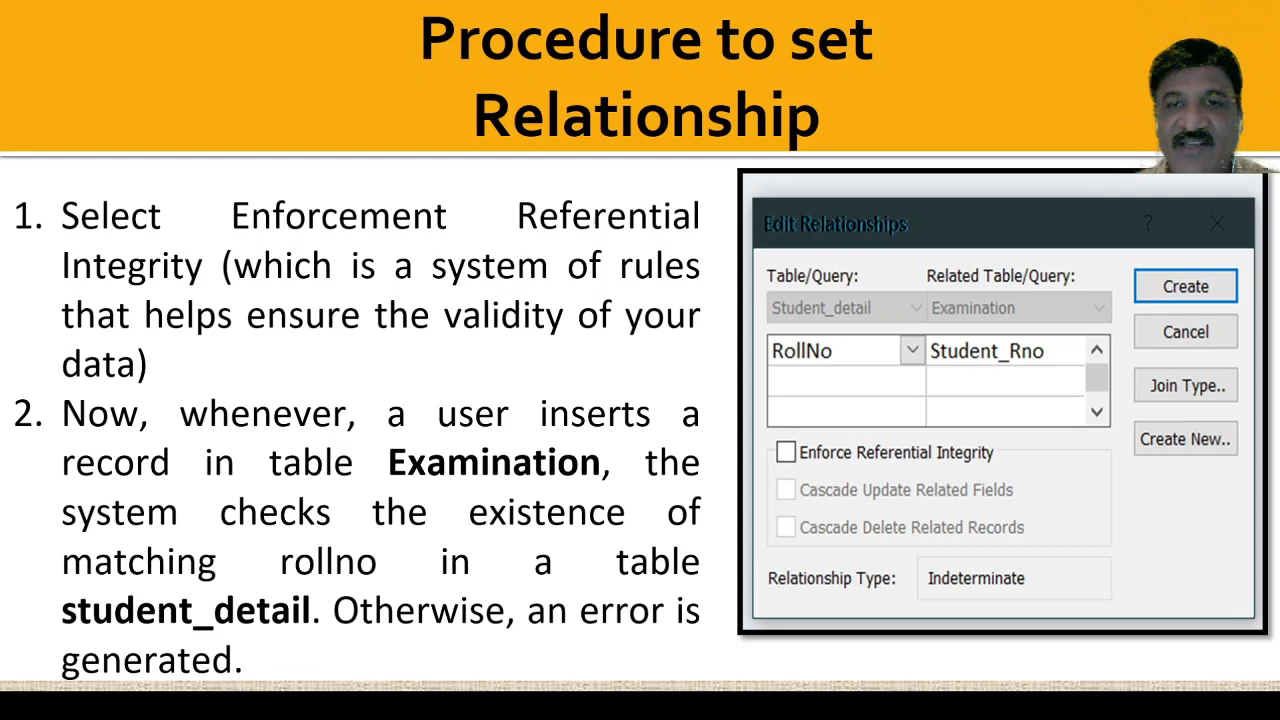 Procedure to set
Relationship
1. Select Enforcement Referential
Integrity (which is a system of rules
that helps ensure the validity of your
data)
2. Now, whenever, a user inserts a
record in table Examination, the
system checks the existence of
matching rollno in a table
student_detail. Otherwise, an error is
generated.
Edit Relationships ?
Table/Query: Related Table/Query:
Student_detail Examination
RollNo Student_Rno
Create
Cancel
Join Type..
Create New..
Enforce Referential Integrity
Cascade Update Related Fields
Cascade Delete Related Records
Relationship Type: Indeterminate